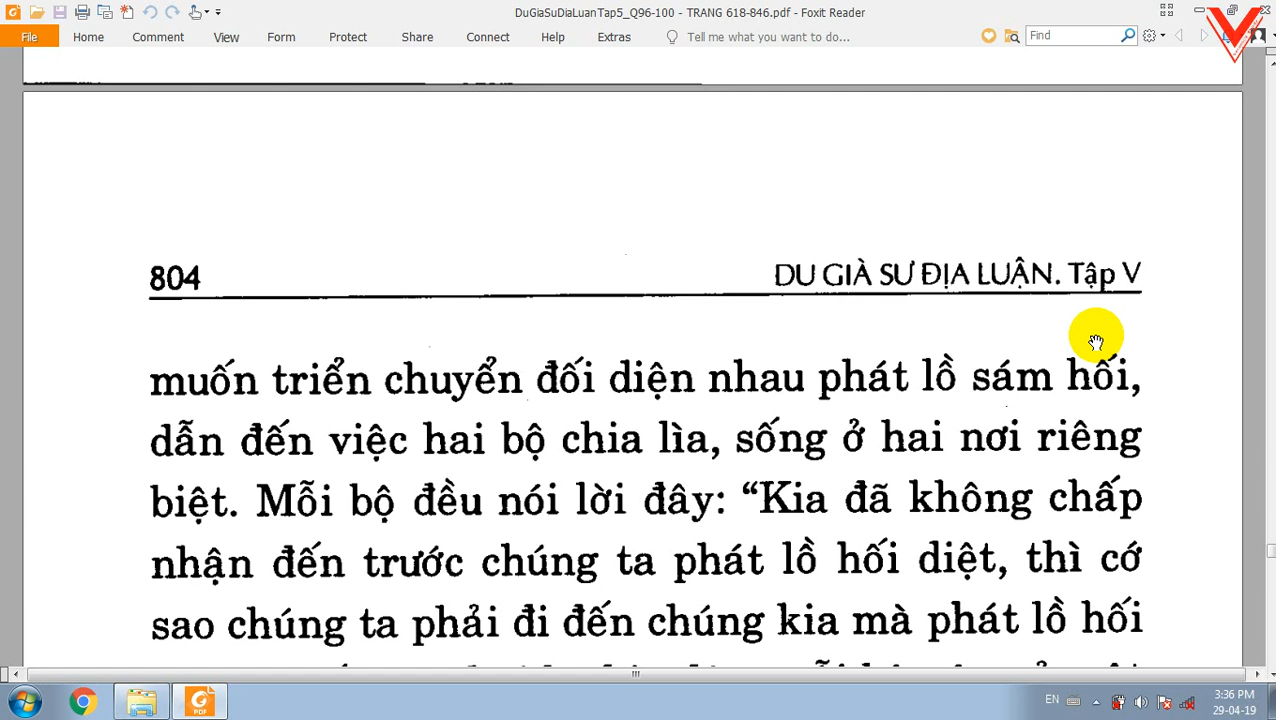 DuGiaSuDiaLuanTap5_Q96-100 - TRANG 618-846.pdf - Foxit Reader
File Home Comment View Form Protect Share Connect Help Extras Tell me what you want to do... Find
804 DU GIÀ SƯ ĐỊA LUẬN. Tập V
muốn triển chuyển đối diện nhau phát lồ sám hối,
dẫn đến việc hai bộ chia lìa, sống ở hai nơi riêng
biệt. Mỗi bộ đều nói lời đây: “Kia đã không chấp
nhận đến trước chúng ta phát lồ hối diệt, thì cớ
sao chúng ta phải đi đến chúng kia mà phát lồ hối
EN 3:36 PM
29-04-19